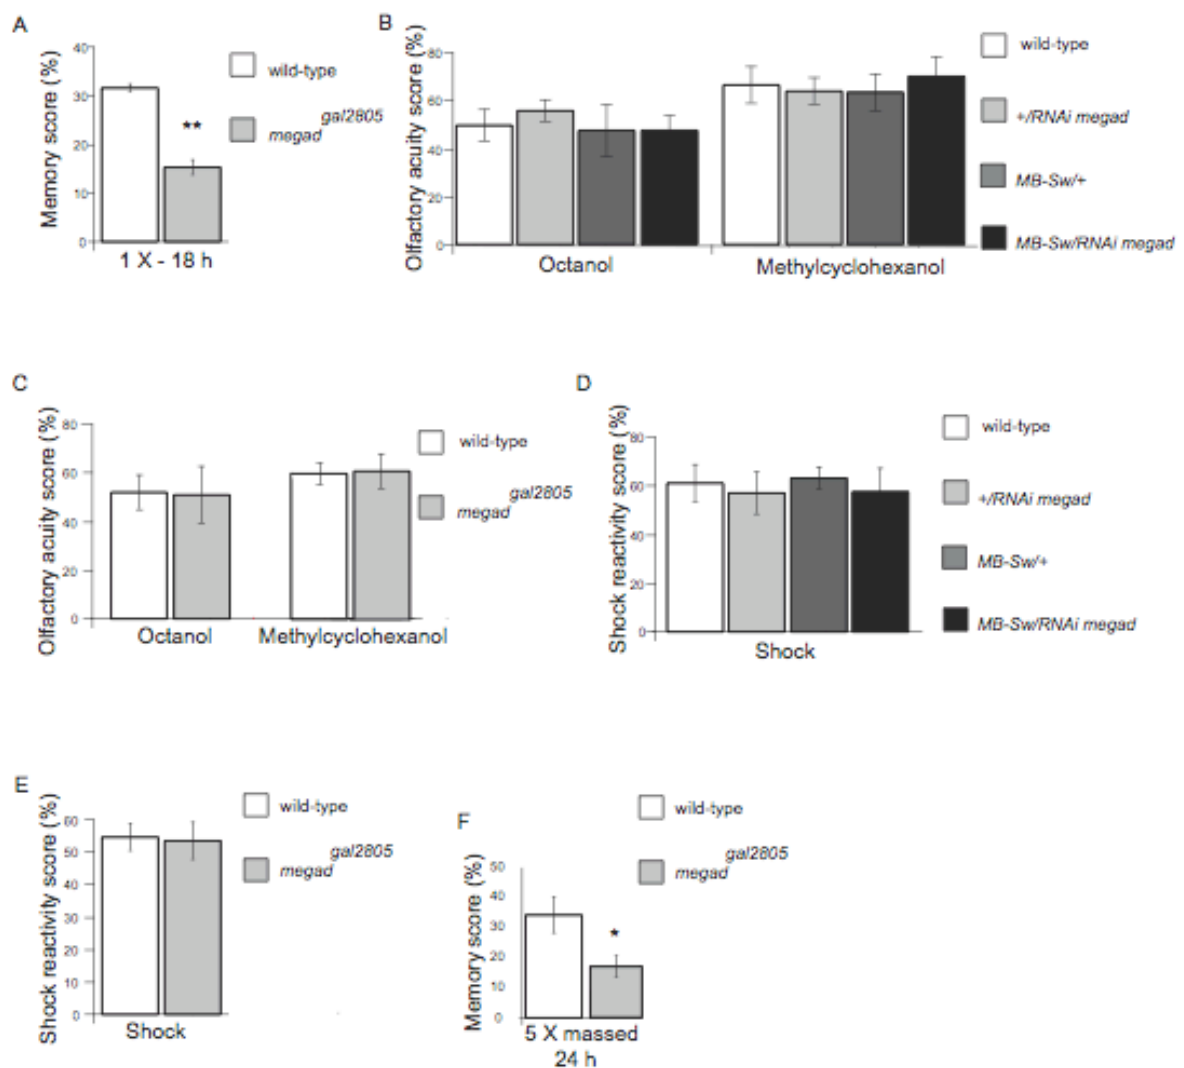 A
Memory score (%)
40
30
20
10
0
**
1 X - 18 h
wild-type
megad gal2805
B
Olfactory acuity score (%)
80
60
40
20
0
Octanol
Methylcyclohexanol
wild-type
+/RNAi megad
MB-Sw/+
MB-Sw/RNAi megad
C
Olfactory acuity score (%)
80
60
40
20
0
Octanol
Methylcyclohexanol
wild-type
megad gal2805
D
Shock reactivity score (%)
80
60
40
20
0
Shock
wild-type
+/RNAi megad
MB-Sw/+
MB-Sw/RNAi megad
E
Shock reactivity score (%)
60
50
40
30
20
10
0
Shock
wild-type
megad gal2805
F
Memory score (%)
50
40
30
20
10
0
*
5 X massed
24 h
wild-type
megad gal2805